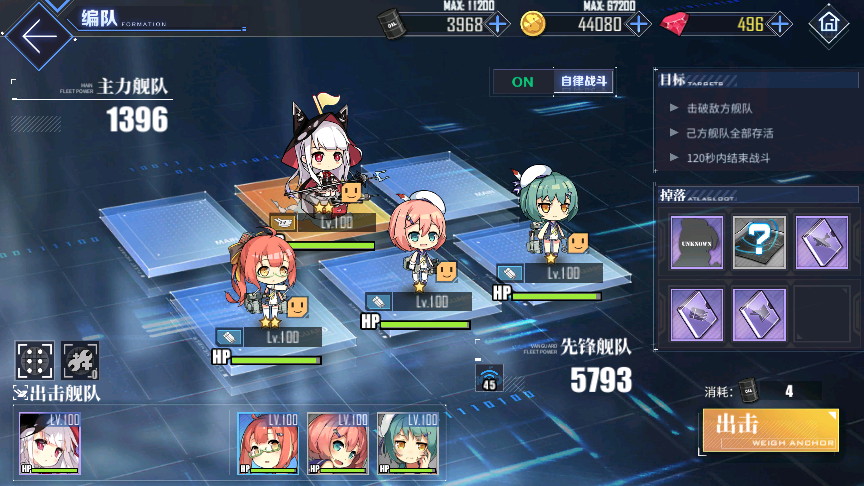 编队 FORMATION
MAX: 11200
OIL 3968
MAX: 67200
44080
496
MAIN FLEET POWER 主力舰队
1396
ON 自律战斗
目标 TARGETS
击破敌方舰队
己方舰队全部存活
120秒内结束战斗
掉落
UNKNOWN
?
Lv.100
Lv.100
HP
Lv.100
HP
Lv.100
HP
VANGUARD FLEET POWER 先锋舰队
5793
45
0
出击舰队
LV.100
LV.100
LV.100
LV.100
HP
HP
HP
HP
消耗: OIL 4
出击
WEIGH ANCHOR